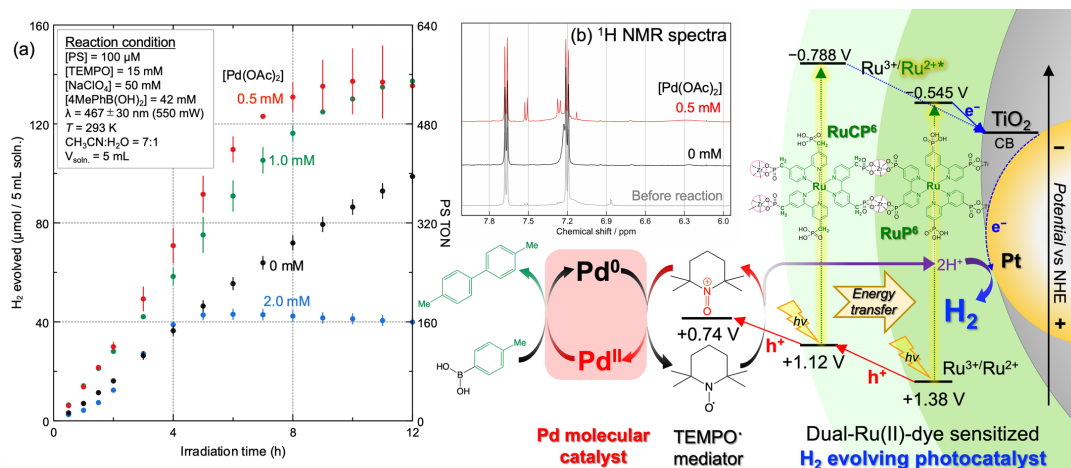 (a)
Reaction condition
[PS] = 100 µM
[TEMPO] = 15 mM
[NaClO4] = 50 mM
[4MePhB(OH)2] = 42 mM
λ = 467 ± 30 nm (550 mW)
T = 293 K
CH3CN:H2O = 7:1
Vsoln. = 5 mL
[Pd(OAc)2]
0.5 mM
1.0 mM
0 mM
2.0 mM
H2 evolved (µmol / 5 mL soln.)
160
120
80
40
0
0
2
4
6
8
10
12
Irradiation time (h)
640
480
320
160
0
PS TON
(b) ¹H NMR spectra
[Pd(OAc)2]
0.5 mM
0 mM
Before reaction
7.8
7.5
7.2
6.9
6.6
6.3
6.0
Chemical shift / ppm
Me
Me
HO
B
HO
Me
Pd⁰
Pd^II
Pd molecular
catalyst
N
O
+0.74 V
N
O•
TEMPO•
mediator
−0.788 V
Ru³⁺/Ru²⁺*
−0.545 V
e⁻
TiO2
CB
RuCP⁶
Ru
Ru
RuP⁶
e⁻
Pt
2H⁺
H2
Energy
transfer
hν
h⁺
+1.12 V
hν
h⁺
Ru³⁺/Ru²⁺
+1.38 V
−
Potential vs NHE
+
Dual-Ru(II)-dye sensitized
H2 evolving photocatalyst